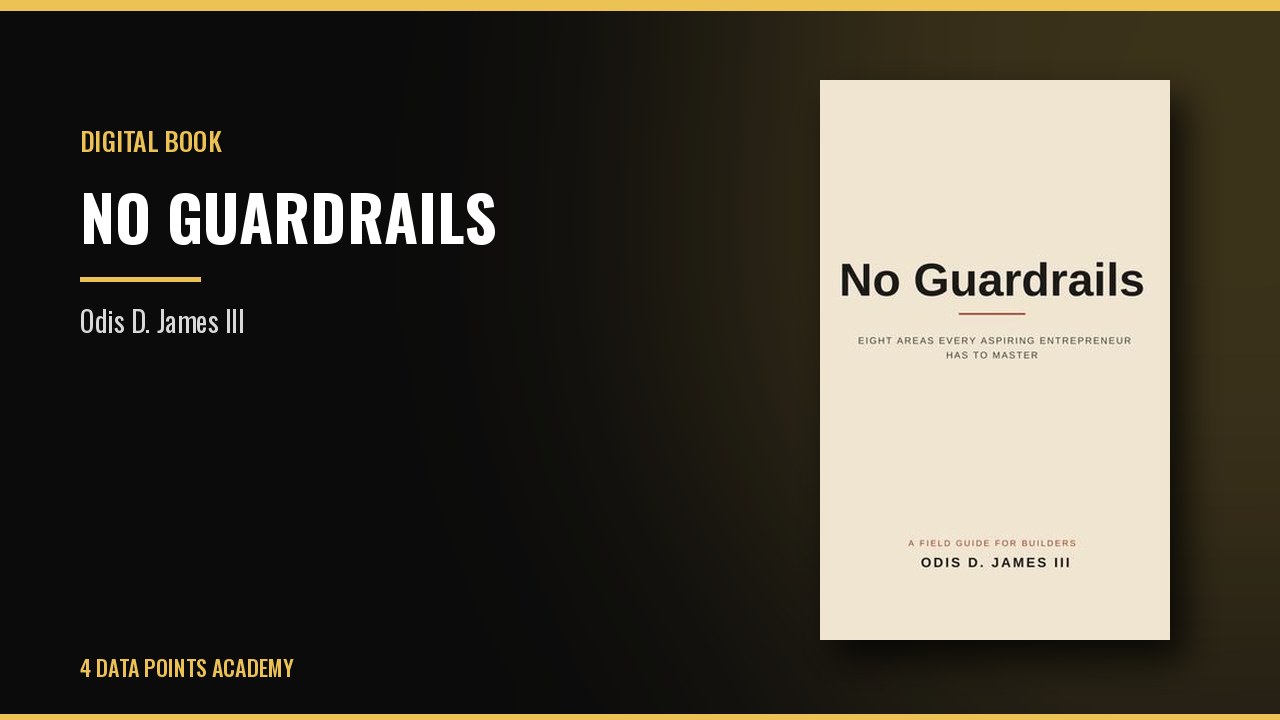 DIGITAL BOOK
NO GUARDRAILS
Odis D. James III
4 DATA POINTS ACADEMY
No Guardrails
EIGHT AREAS EVERY ASPIRING ENTREPRENEUR
HAS TO MASTER
A FIELD GUIDE FOR BUILDERS
ODIS D. JAMES III